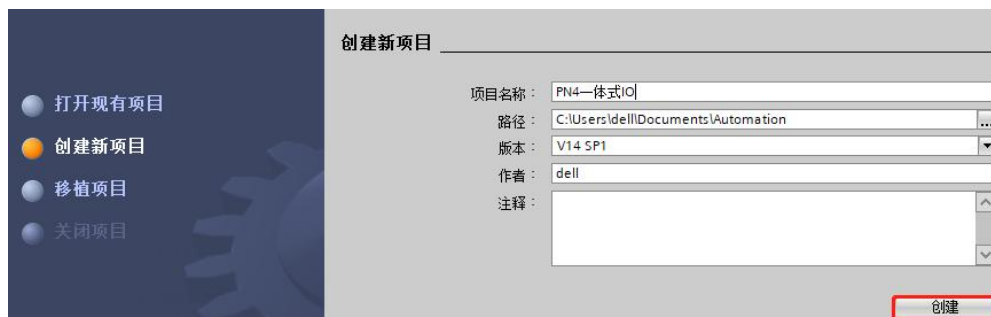 创建新项目
打开现有项目
创建新项目
移植项目
关闭项目
项目名称： PN4一体式IO
路径： C:\Users\dell\Documents\Automation ...
版本： V14 SP1
作者： dell
注释：
创建